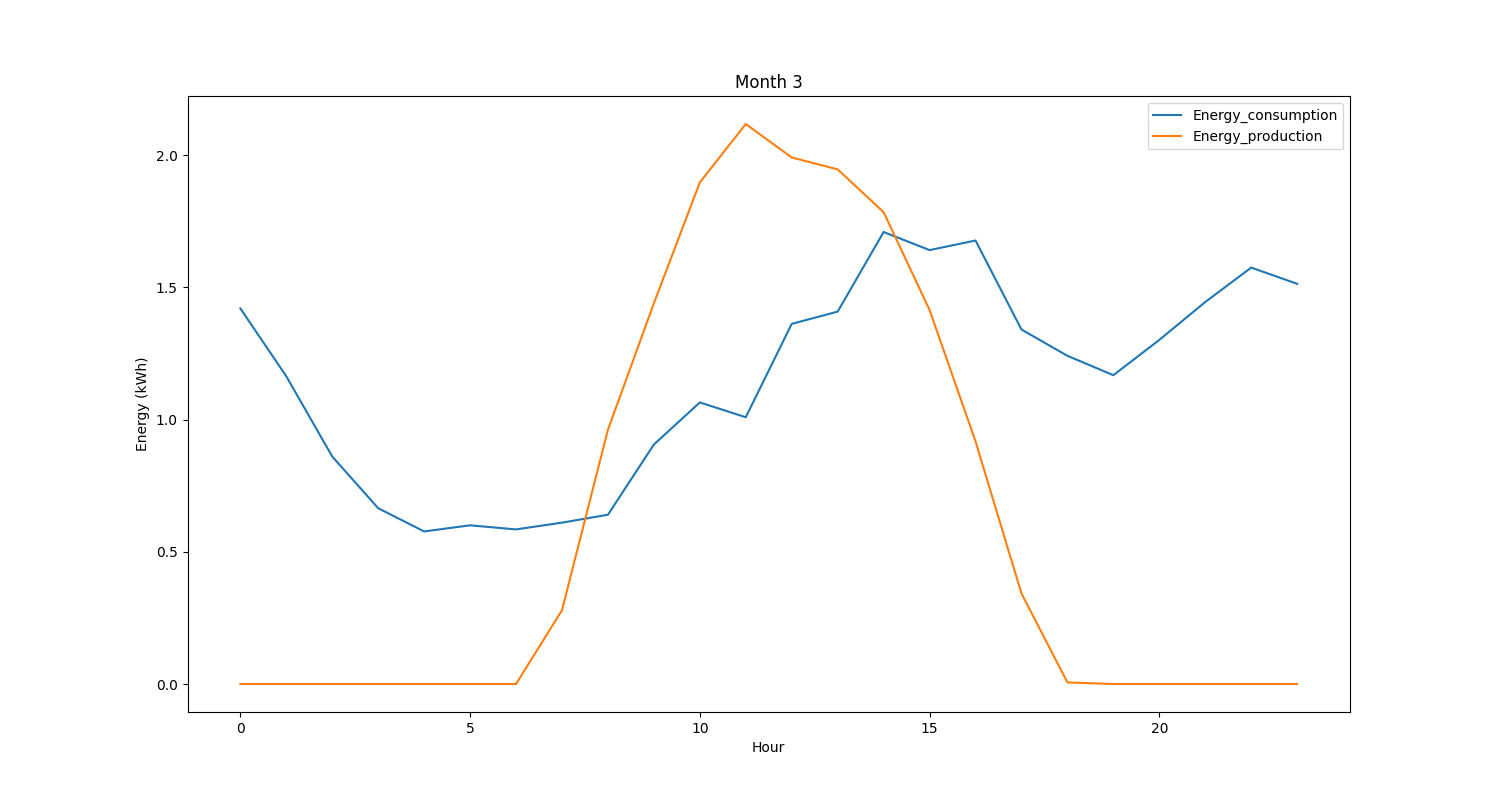 Month 3
Energy_consumption
Energy_production
Energy (kWh)
2.0
1.5
1.0
0.5
0.0
0 5 10 15 20
Hour